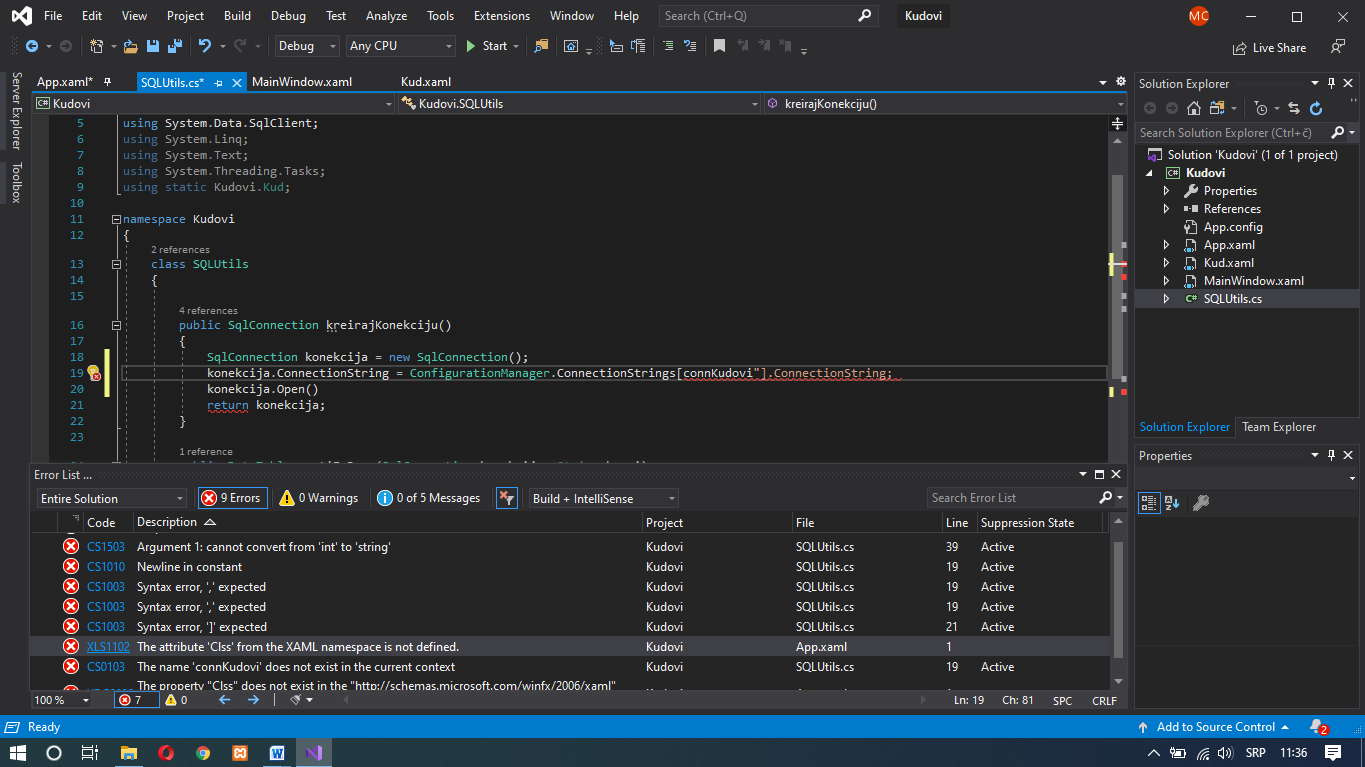 File Edit View Project Build Debug Test Analyze Tools Extensions Window Help Search (Ctrl+Q) Kudovi MC
Debug Any CPU Start Live Share
App.xaml* SQLUtils.cs* MainWindow.xaml Kud.xaml
Kudovi Kudovi.SQLUtils kreirajKonekciju()
Server Explorer
Toolbox
5 using System.Data.SqlClient;
6 using System.Linq;
7 using System.Text;
8 using System.Threading.Tasks;
9 using static Kudovi.Kud;
10
11 namespace Kudovi
12 {
2 references
13 class SQLUtils
14 {
15
4 references
16 public SqlConnection kreirajKonekciju()
17 {
18 SqlConnection konekcija = new SqlConnection();
19 konekcija.ConnectionString = ConfigurationManager.ConnectionStrings[connKudovi"].ConnectionString;
20 konekcija.Open()
21 return konekcija;
22 }
23
1 reference
Solution Explorer
Search Solution Explorer (Ctrl+č)
Solution 'Kudovi' (1 of 1 project)
Kudovi
Properties
References
App.config
App.xaml
Kud.xaml
MainWindow.xaml
SQLUtils.cs
Solution Explorer Team Explorer
Properties
Error List ...
Entire Solution 9 Errors 0 Warnings 0 of 5 Messages Build + IntelliSense Search Error List
Code Description Project File Line Suppression State
CS1503 Argument 1: cannot convert from 'int' to 'string' Kudovi SQLUtils.cs 39 Active
CS1010 Newline in constant Kudovi SQLUtils.cs 19 Active
CS1003 Syntax error, ',' expected Kudovi SQLUtils.cs 19 Active
CS1003 Syntax error, ',' expected Kudovi SQLUtils.cs 19 Active
CS1003 Syntax error, ']' expected Kudovi SQLUtils.cs 21 Active
XLS1102 The attribute 'Clss' from the XAML namespace is not defined. Kudovi App.xaml 1
CS0103 The name 'connKudovi' does not exist in the current context Kudovi SQLUtils.cs 19 Active
The property "Clss" does not exist in the "http://schemas.microsoft.com/winfx/2006/xaml"
100 % 7 0 Ln: 19 Ch: 81 SPC CRLF
Ready Add to Source Control 2
SRP 11:36